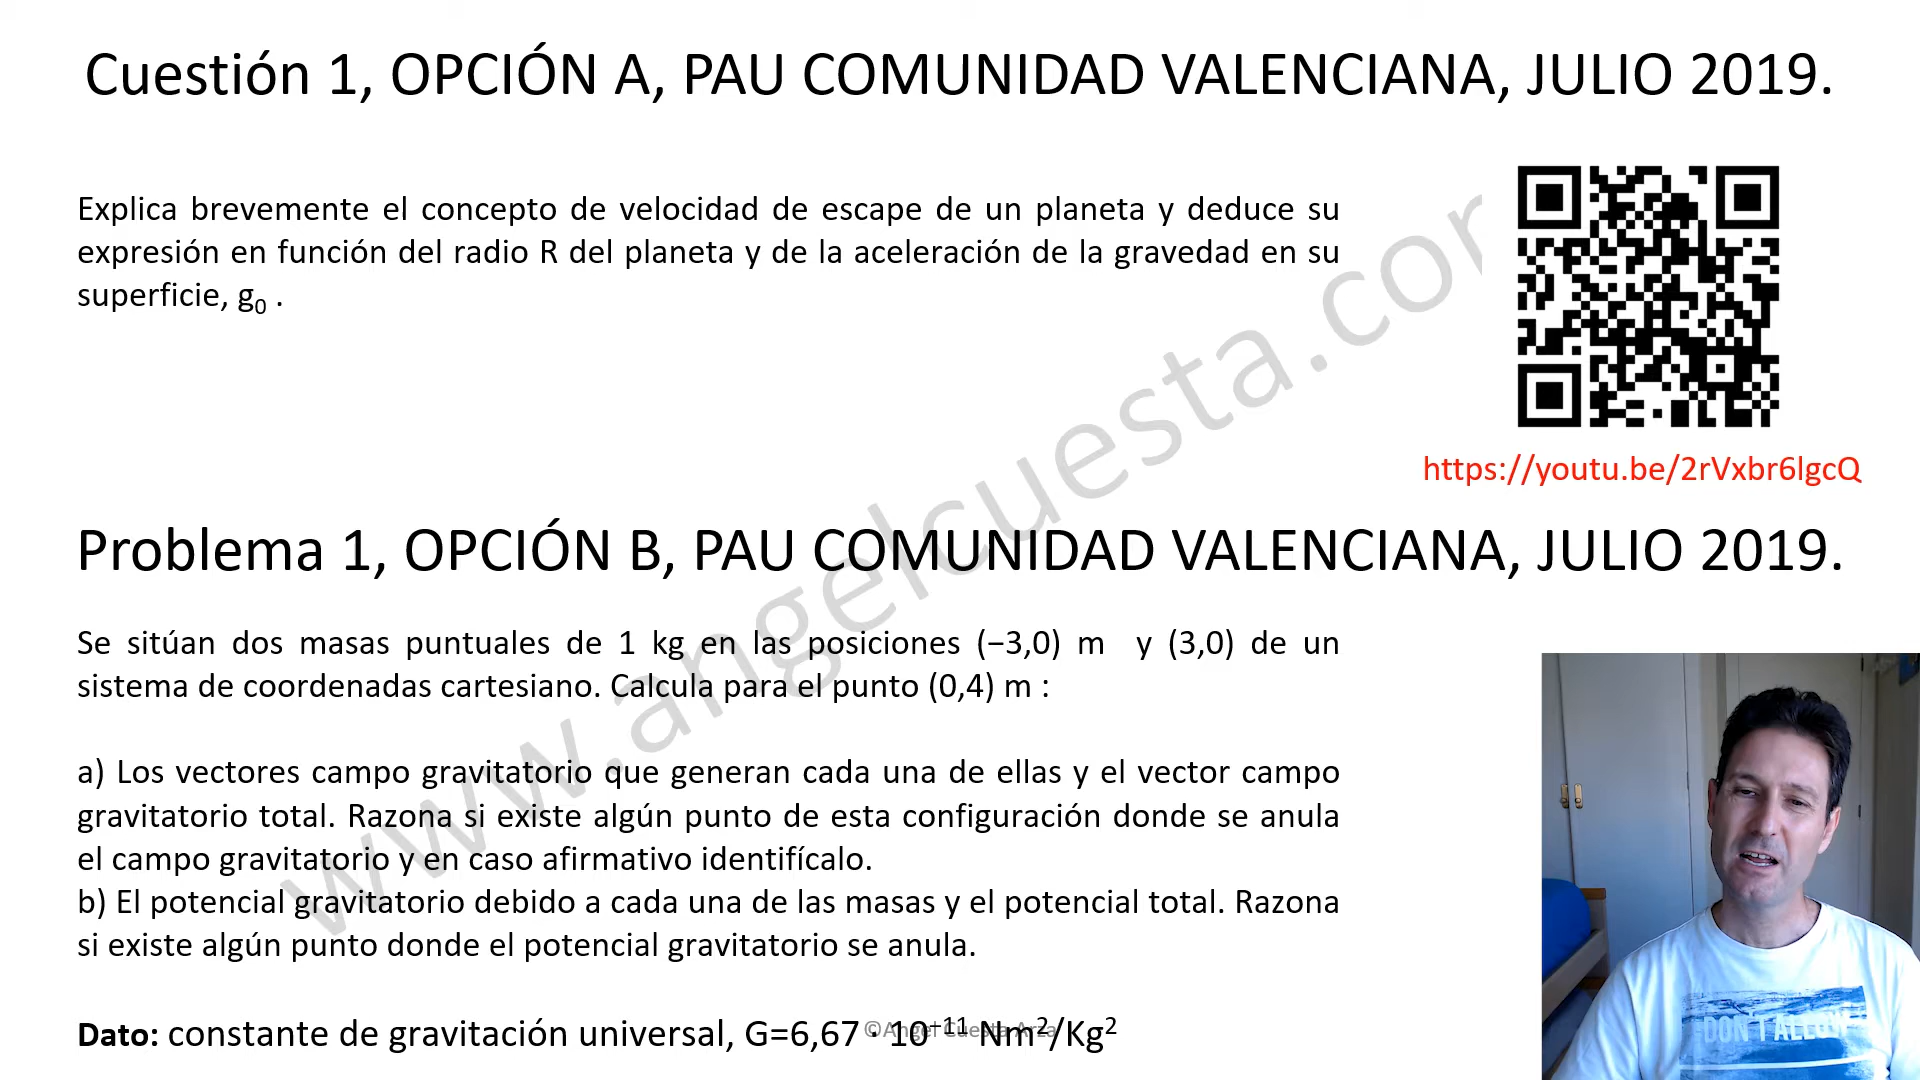 Cuestión 1, OPCIÓN A, PAU COMUNIDAD VALENCIANA, JULIO 2019.
Explica brevemente el concepto de velocidad de escape de un planeta y deduce su
expresión en función del radio R del planeta y de la aceleración de la gravedad en su
superficie, g₀ .
https://youtu.be/2rVxbr6lgcQ
www.angelcuesta.cor
Problema 1, OPCIÓN B, PAU COMUNIDAD VALENCIANA, JULIO 2019.
Se sitúan dos masas puntuales de 1 kg en las posiciones (−3,0) m y (3,0) de un
sistema de coordenadas cartesiano. Calcula para el punto (0,4) m :
a) Los vectores campo gravitatorio que generan cada una de ellas y el vector campo
gravitatorio total. Razona si existe algún punto de esta configuración donde se anula
el campo gravitatorio y en caso afirmativo identifícalo.
b) El potencial gravitatorio debido a cada una de las masas y el potencial total. Razona
si existe algún punto donde el potencial gravitatorio se anula.
Dato: constante de gravitación universal, G=6,67 · 10⁻¹¹ Nm²/Kg²
©Angel Cuesta Arza
DON'T ALLOW